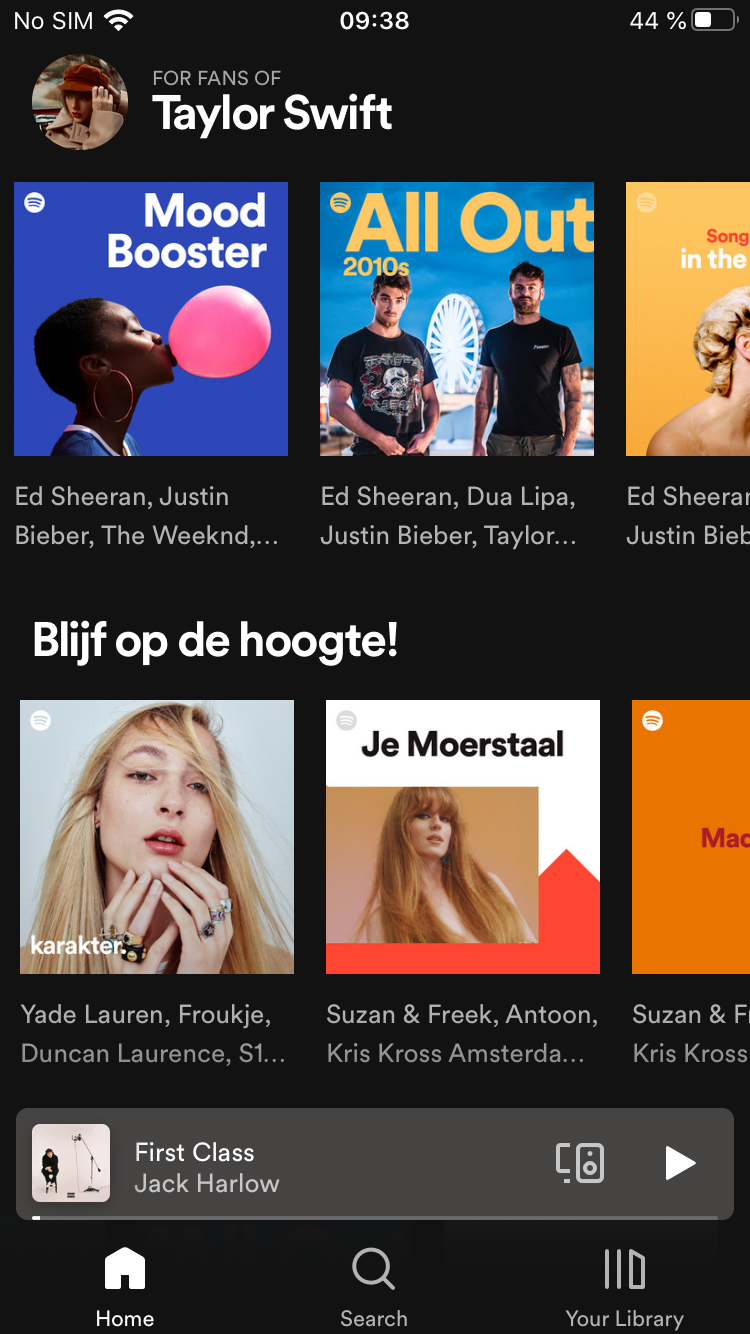 No SIM 09:38 44 %
FOR FANS OF
Taylor Swift
Mood
Booster
All Out
2010s
Song
in the
Ed Sheeran, Justin
Bieber, The Weeknd,...
Ed Sheeran, Dua Lipa,
Justin Bieber, Taylor...
Ed Sheeran
Justin Bieb
Blijf op de hoogte!
karakter.
Je Moerstaal
Mad
Yade Lauren, Froukje,
Duncan Laurence, S1...
Suzan & Freek, Antoon,
Kris Kross Amsterda...
Suzan & Fr
Kris Kross
First Class
Jack Harlow
Home
Search
Your Library